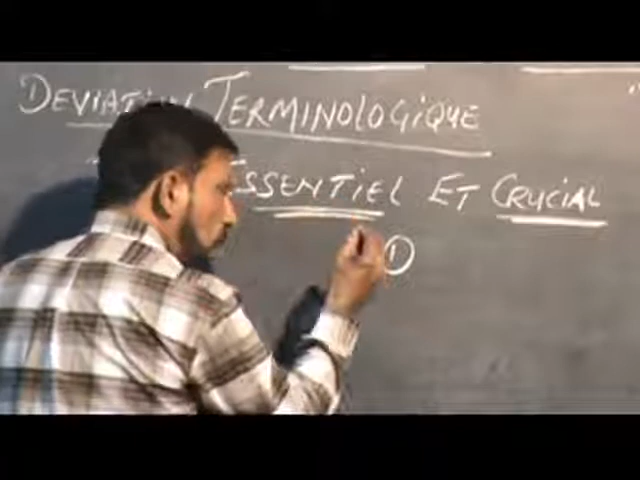 DEVIATION TERMINOLOGIQUE
ESSENTIEL ET CRUCIAL
①